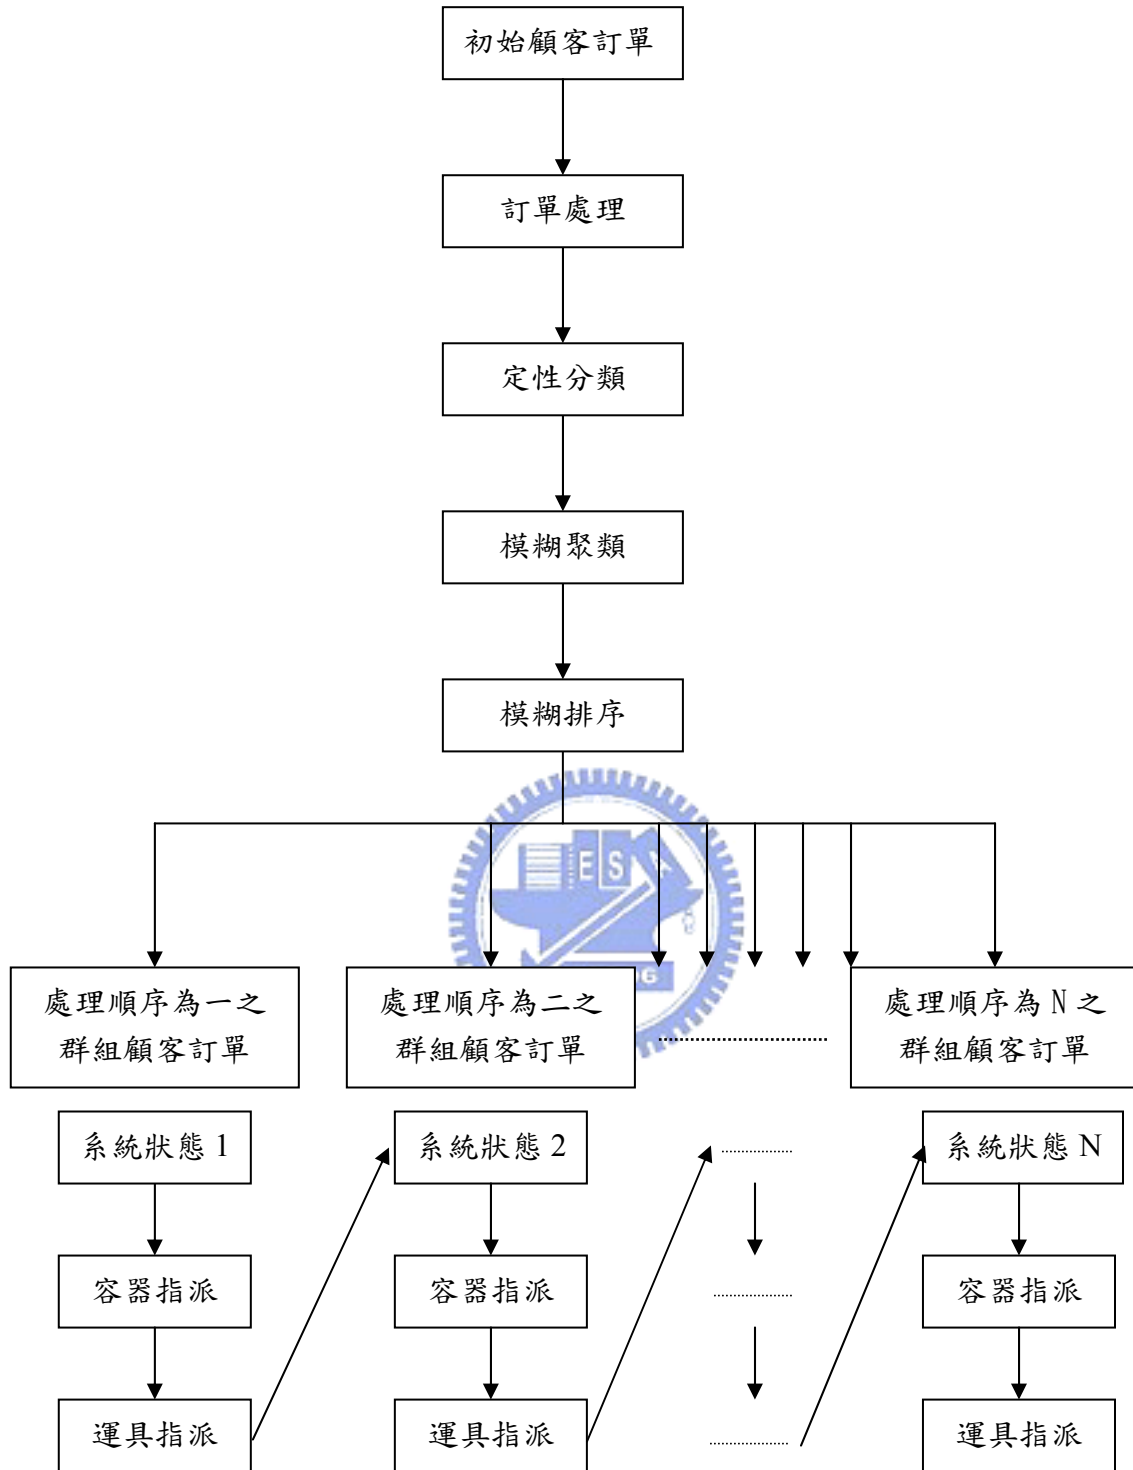 初始顧客訂單
訂單處理
定性分類
模糊聚類
模糊排序
ES
處理順序為一之
群組顧客訂單
處理順序為二之
群組顧客訂單
處理順序為 N 之
群組顧客訂單
系統狀態 1
系統狀態 2
系統狀態 N
容器指派
容器指派
容器指派
運具指派
運具指派
運具指派